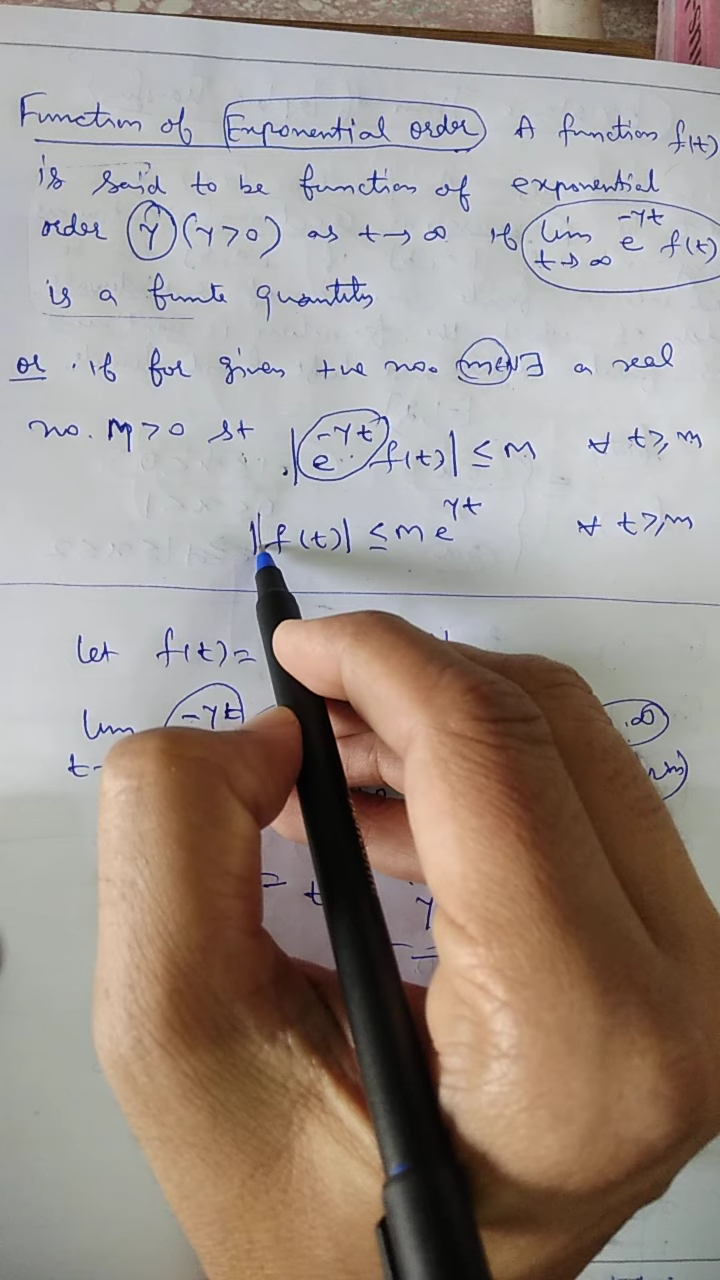 Function of Exponential order A function f(t)
is said to be function of exponential
order γ (γ>0) as t→∞ if lim t→∞ e^-γt f(t)
is a finite quantity
or if for given +ve no. m∈N ∃ a real
no. M>0 st |e^-γt f(t)| ≤ M ∀ t≥m
|f(t)| ≤ M e^γt ∀ t≥m
Let f(t)=
lim -γt ∞
t-
= t γ